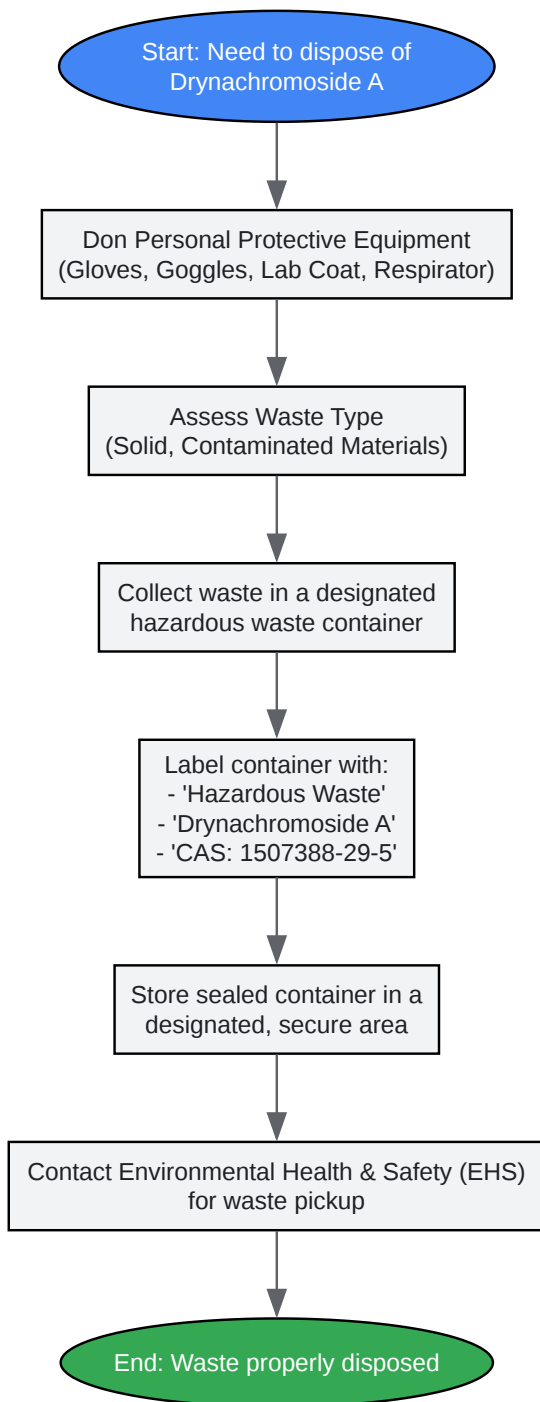 Start: Need to dispose of
Drynachromoside A
Don Personal Protective Equipment
(Gloves, Goggles, Lab Coat, Respirator)
Assess Waste Type
(Solid, Contaminated Materials)
Collect waste in a designated
hazardous waste container
Label container with:
- 'Hazardous Waste'
- 'Drynachromoside A'
- 'CAS: 1507388-29-5'
Store sealed container in a
designated, secure area
Contact Environmental Health & Safety (EHS)
for waste pickup
End: Waste properly disposed